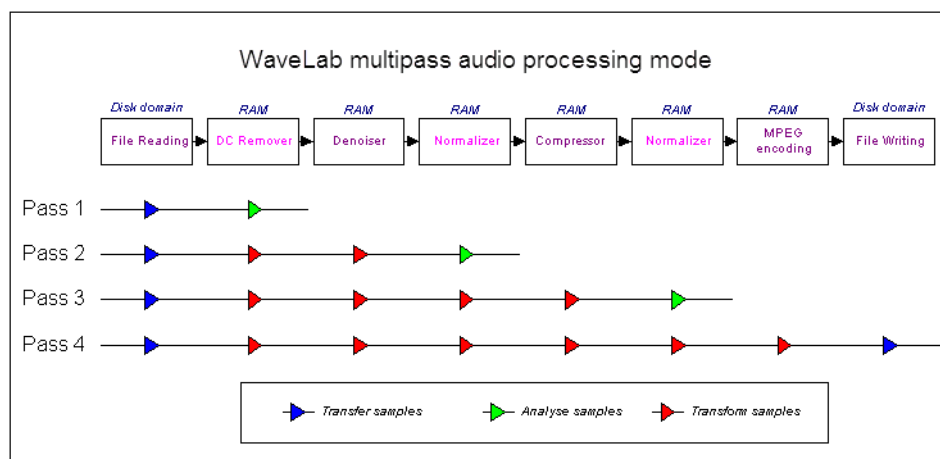 WaveLab multipass audio processing mode
Disk domain RAM RAM RAM RAM RAM RAM Disk domain
File Reading DC Remover Denoiser Normalizer Compressor Normalizer MPEG encoding File Writing
Pass 1
Pass 2
Pass 3
Pass 4
Transfer samples Analyse samples Transform samples